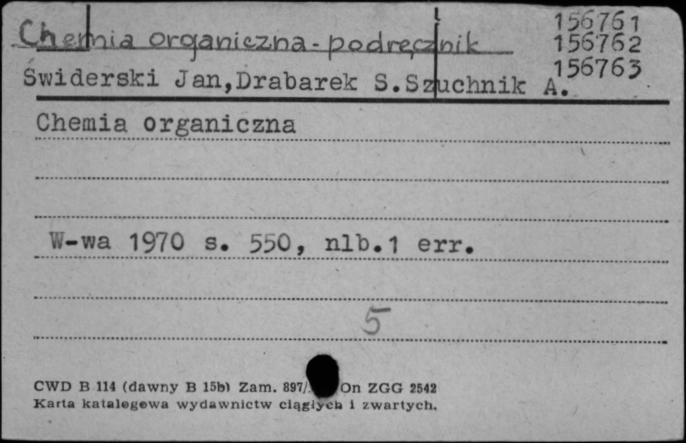 Chemia organiczna - podręcznik
156761
156762
156763
Świderski Jan,Drabarek S.Szuchnik A.
Chemia organiczna
W-wa 1970 s. 550, nlb.1 err.
5
CWD B 114 (dawny B 15b) Zam. 897/ On ZGG 2542
Karta katalogowa wydawnictw ciągłych i zwartych.